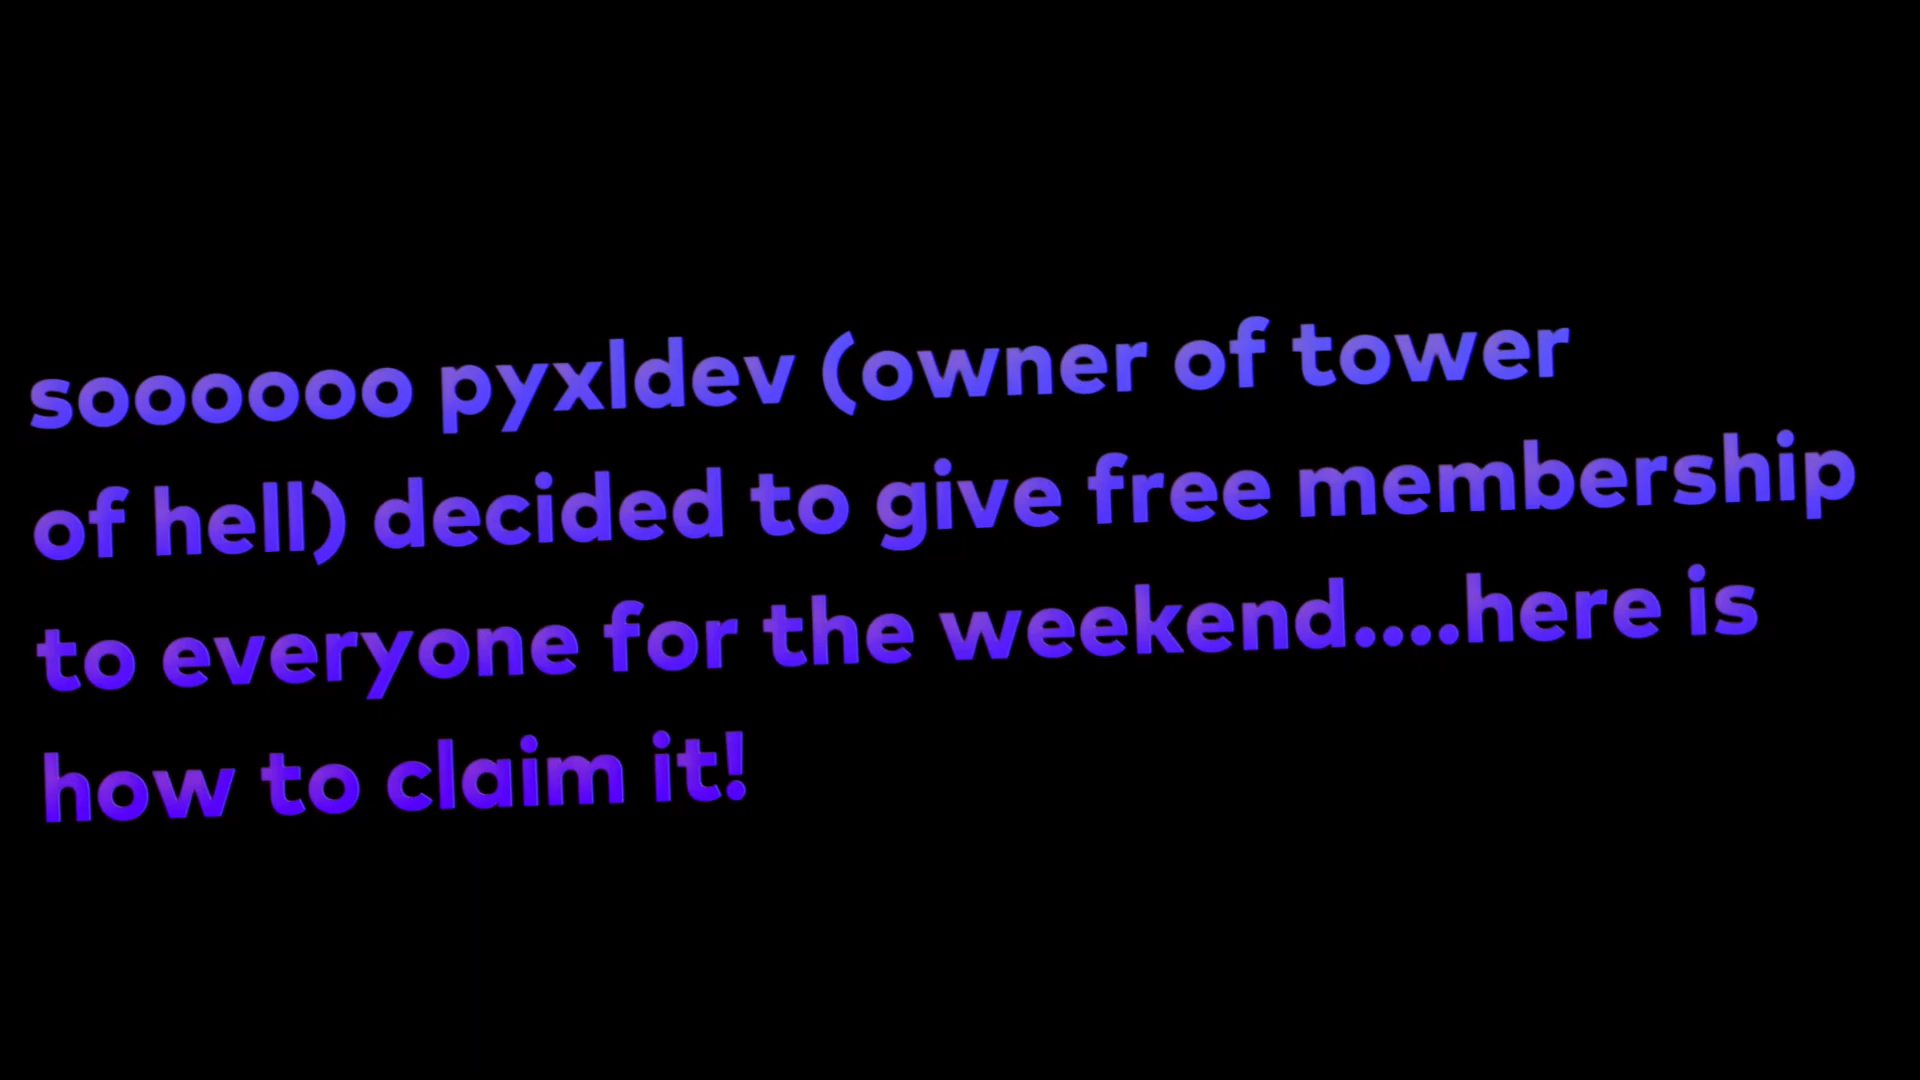 soooooo pyxldev (owner of tower
of hell) decided to give free membership
to everyone for the weekend....here is
how to claim it!